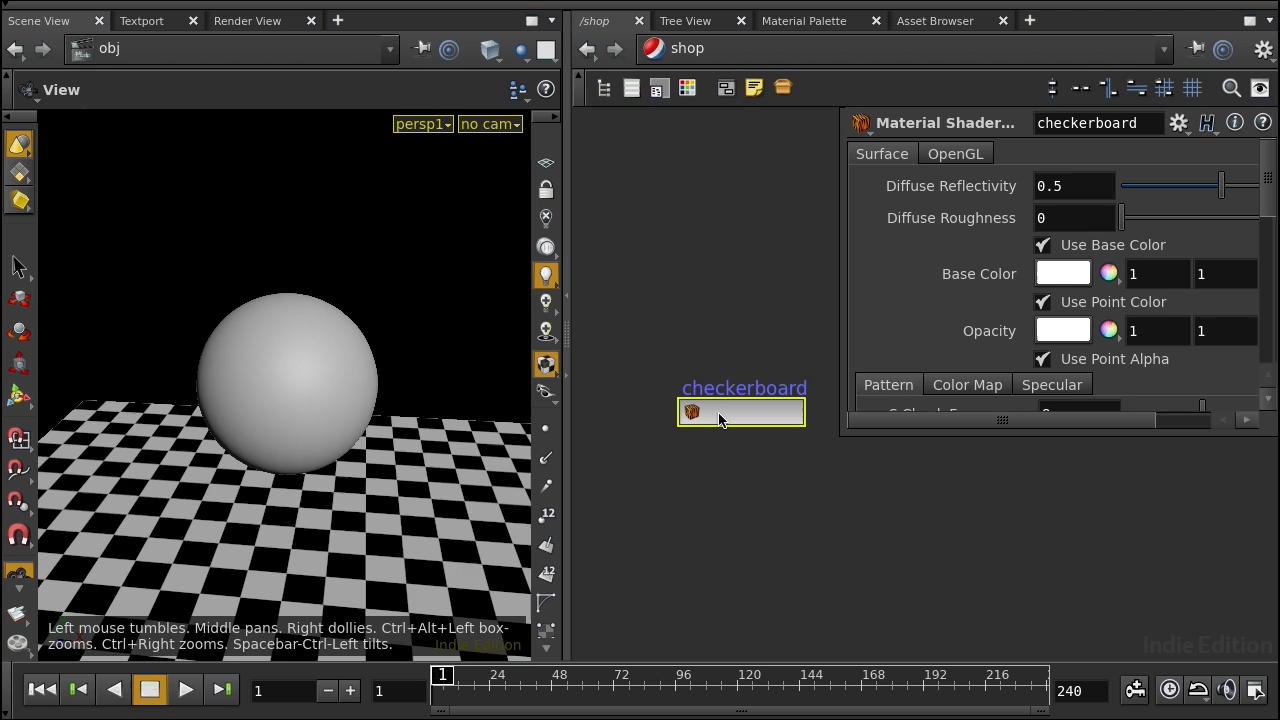 Scene View
Textport
Render View
/shop
Tree View
Material Palette
Asset Browser
obj
shop
View
persp1
no cam
Material Shader...
checkerboard
Surface
OpenGL
Diffuse Reflectivity
0.5
Diffuse Roughness
0
Use Base Color
Base Color
1
1
Use Point Color
Opacity
1
1
Use Point Alpha
Pattern
Color Map
Specular
checkerboard
12
12
Left mouse tumbles. Middle pans. Right dollies. Ctrl+Alt+Left box-
zooms. Ctrl+Right zooms. Spacebar-Ctrl-Left tilts.
Indie Edition
Indie Edition
1
1
1
24
48
72
96
120
144
168
192
216
240